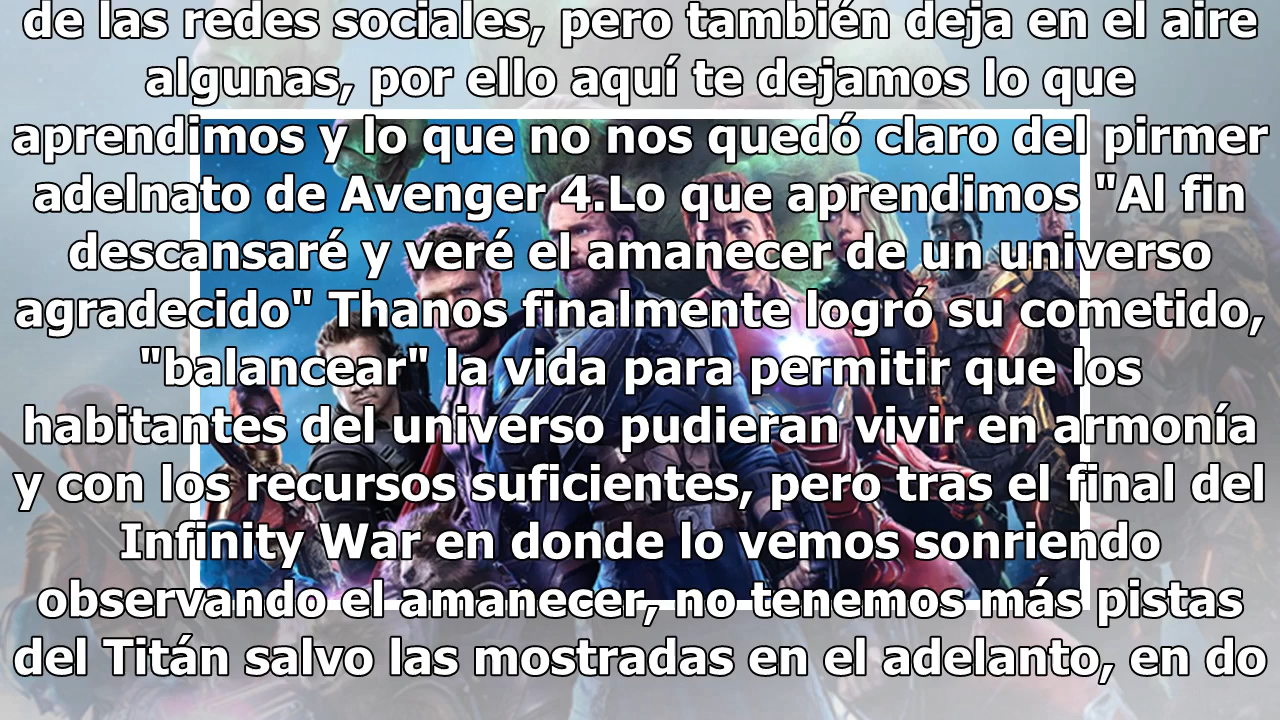 de las redes sociales, pero también deja en el aire
algunas, por ello aquí te dejamos lo que
aprendimos y lo que no nos quedó claro del pirmer
adelnato de Avenger 4.Lo que aprendimos "Al fin
descansaré y veré el amanecer de un universo
agradecido" Thanos finalmente logró su cometido,
"balancear" la vida para permitir que los
habitantes del universo pudieran vivir en armonía
y con los recursos suficientes, pero tras el final del
Infinity War en donde lo vemos sonriendo
observando el amanecer, no tenemos más pistas
del Titán salvo las mostradas en el adelanto, en do